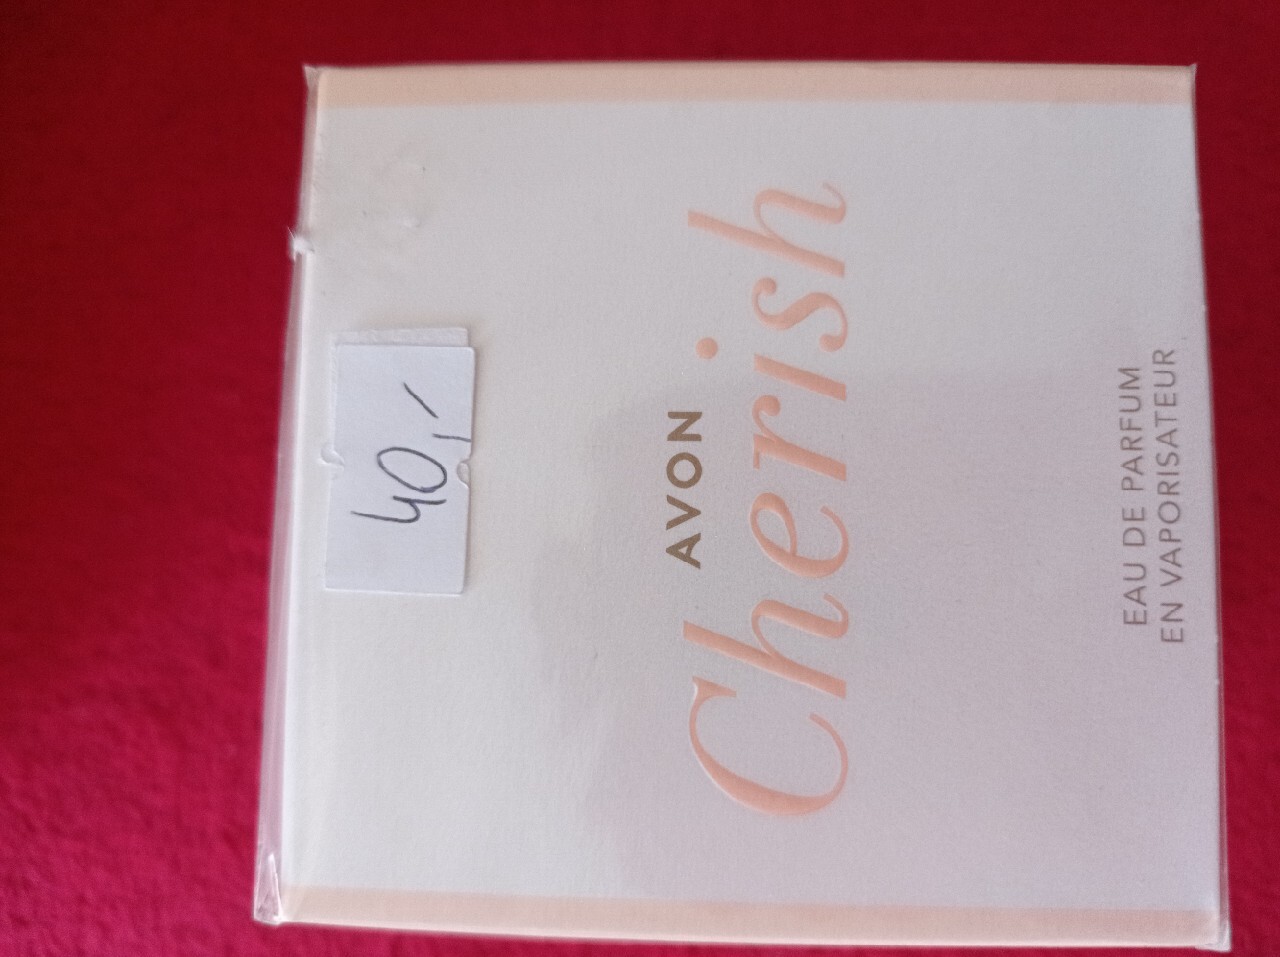 40,-
AVON
Cherish
EAU DE PARFUM
EN VAPORISATEUR